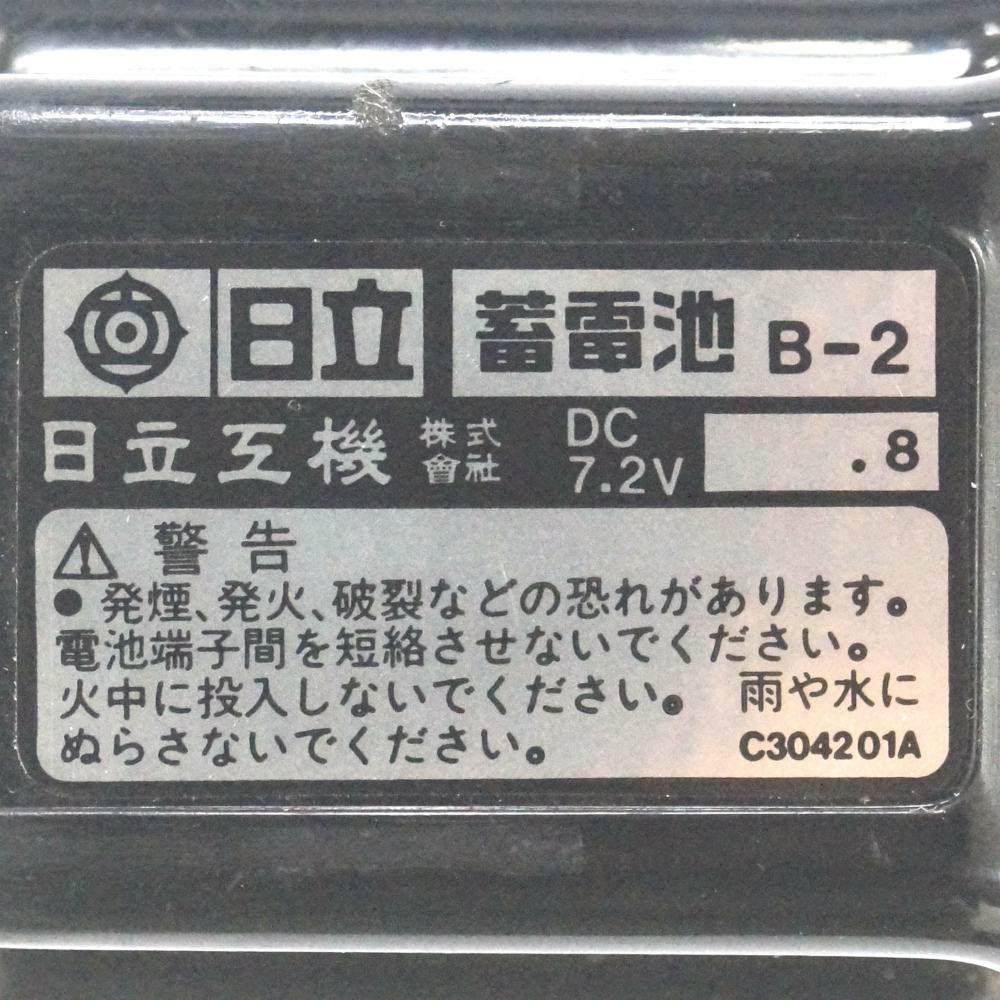 日立 蓄電池 B-2
日立工機 株式會社 DC 7.2V .8
警告
●発煙、発火、破裂などの恐れがあります。
電池端子間を短絡させないでください。
火中に投入しないでください。 雨や水に
ぬらさないでください。 C304201A